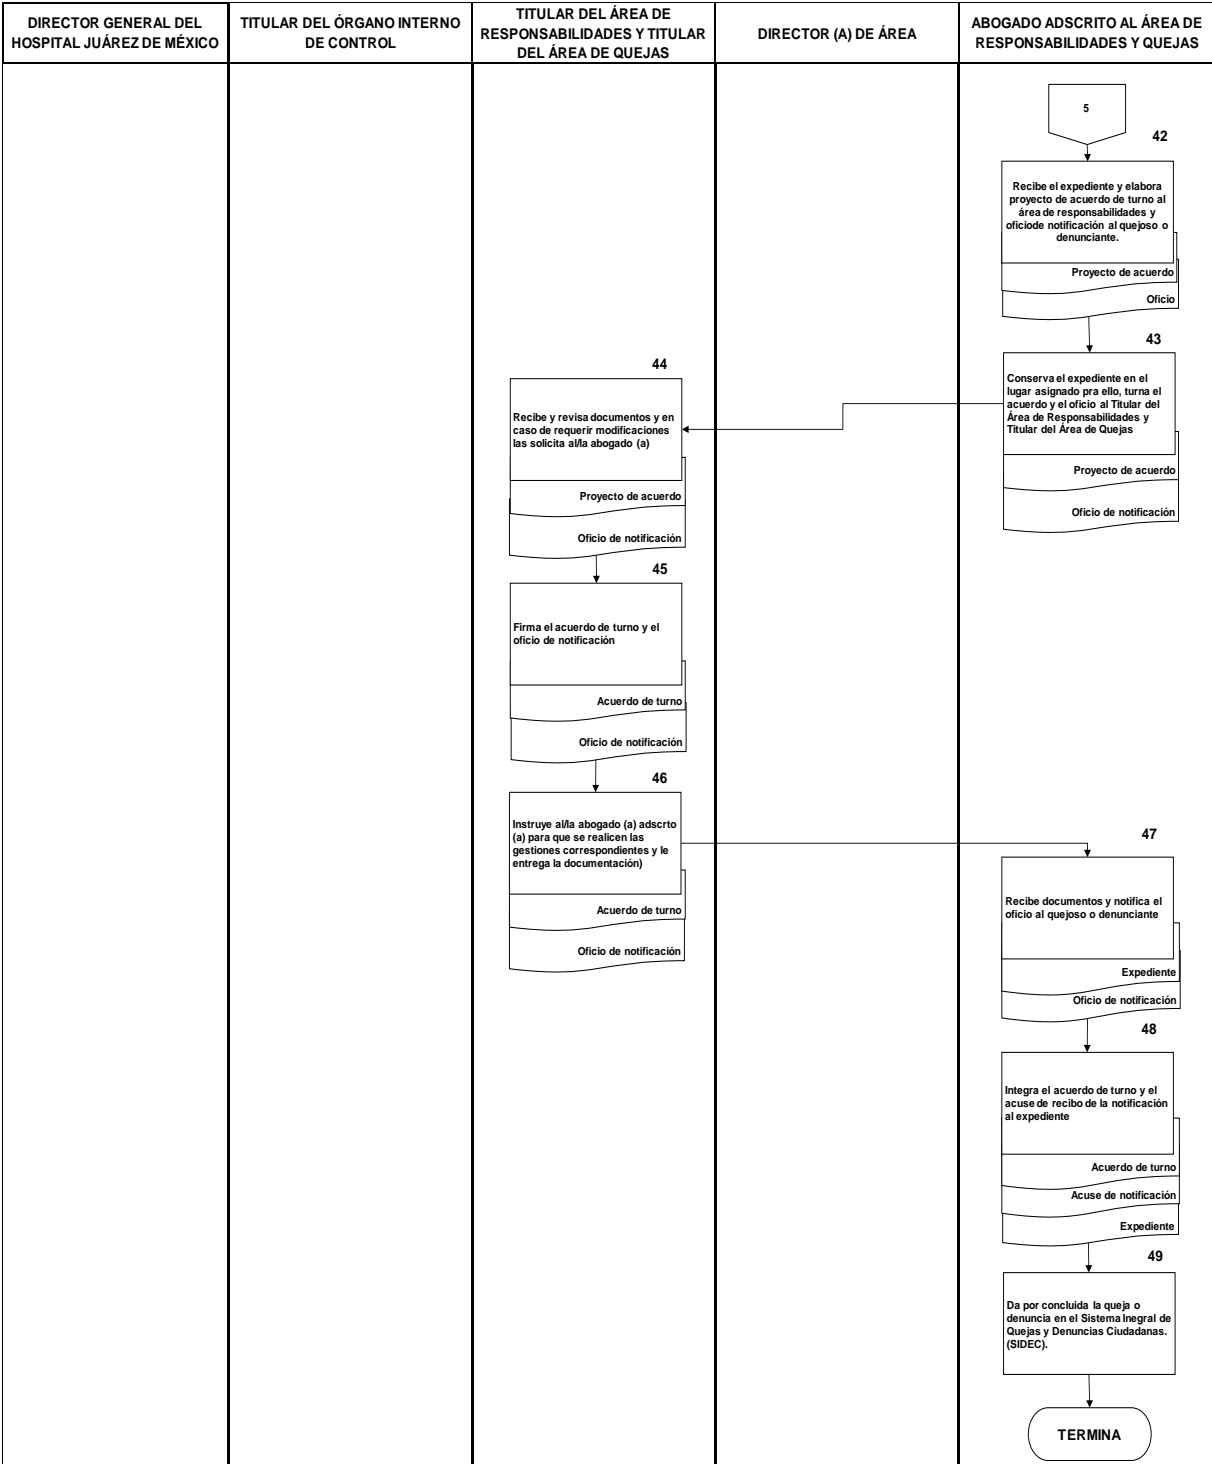 DIRECTOR GENERAL DEL
HOSPITAL JUÁREZ DE MÉXICO
TITULAR DEL ÓRGANO INTERNO
DE CONTROL
TITULAR DEL ÁREA DE
RESPONSABILIDADES Y TITULAR
DEL ÁREA DE QUEJAS
DIRECTOR (A) DE ÁREA
ABOGADO ADSCRITO AL ÁREA DE
RESPONSABILIDADES Y QUEJAS
5
42
Recibe el expediente y elabora
proyecto de acuerdo de turno al
área de responsabilidades y
oficiode notificación al quejoso o
denunciante.
Proyecto de acuerdo
Oficio
43
Conserva el expediente en el
lugar asignado pra ello, turna el
acuerdo y el oficio al Titular del
Área de Responsabilidades y
Titular del Área de Quejas
Proyecto de acuerdo
Oficio de notificación
44
Recibe y revisa documentos y en
caso de requerir modificaciones
las solicita al/la abogado (a)
Proyecto de acuerdo
Oficio de notificación
45
Firma el acuerdo de turno y el
oficio de notificación
Acuerdo de turno
Oficio de notificación
46
Instruye al/la abogado (a) adscrto
(a) para que se realicen las
gestiones correspondientes y le
entrega la documentación)
Acuerdo de turno
Oficio de notificación
47
Recibe documentos y notifica el
oficio al quejoso o denunciante
Expediente
Oficio de notificación
48
Integra el acuerdo de turno y el
acuse de recibo de la notificación
al expediente
Acuerdo de turno
Acuse de notificación
Expediente
49
Da por concluida la queja o
denuncia en el Sistema Inegral de
Quejas y Denuncias Ciudadanas.
(SIDEC).
TERMINA